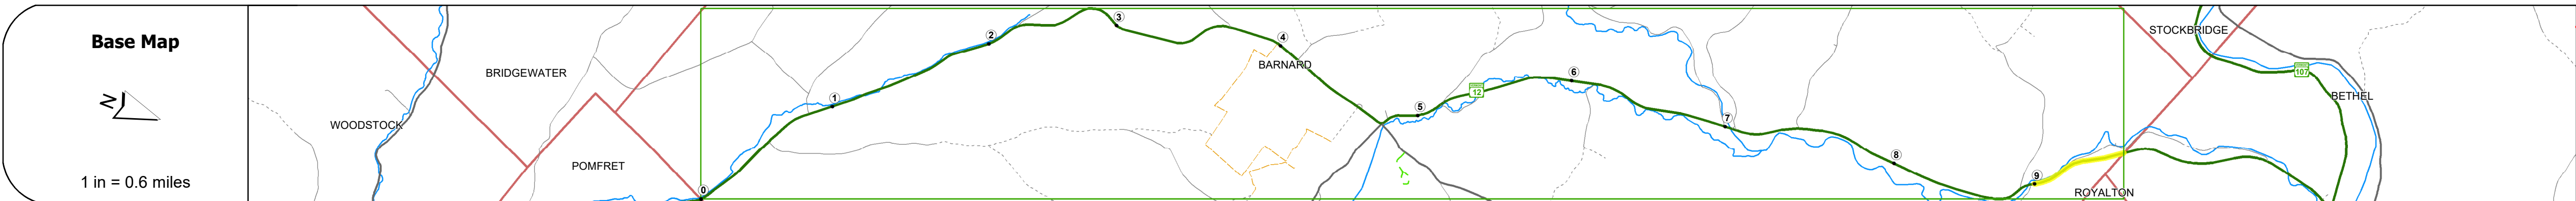 Base Map
N
1 in = 0.6 miles
WOODSTOCK
BRIDGEWATER
POMFRET
0
1
2
3
4
BARNARD
5
12
6
7
8
9
ROYALTON
STOCKBRIDGE
107
BETHEL